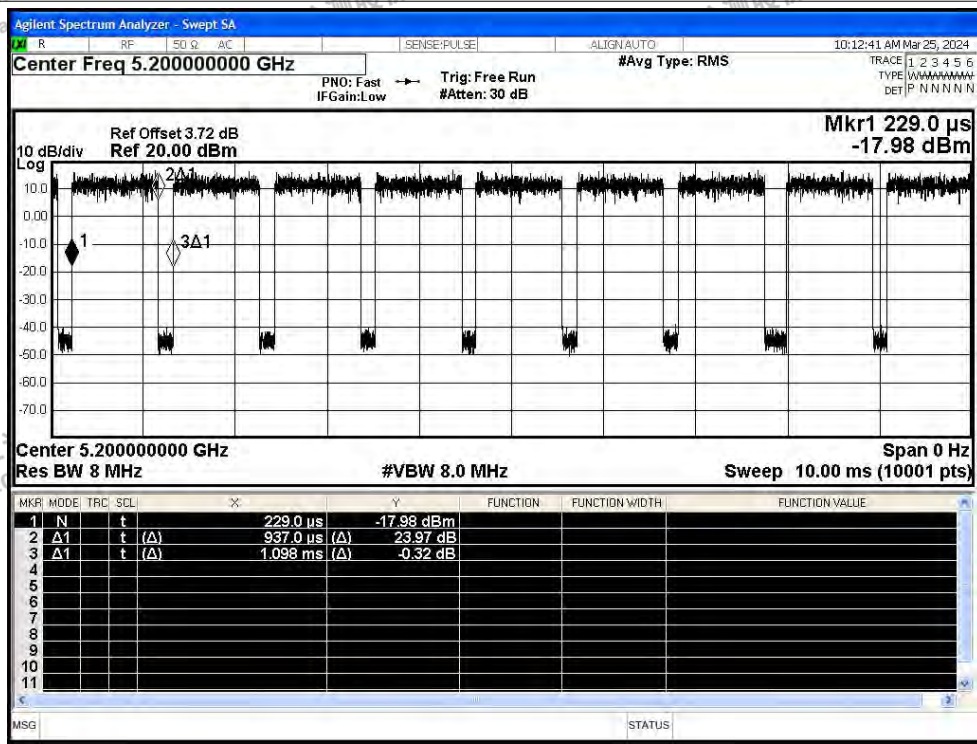 Agilent Spectrum Analyzer - Swept SA
R RF 50 Ω AC SENSE:PULSE ALIGN AUTO 10:12:41 AM Mar 25, 2024
Center Freq 5.200000000 GHz #Avg Type: RMS TRACE 1 2 3 4 5 6
PNO: Fast Trig: Free Run TYPE WWWWWW
IFGain:Low #Atten: 30 dB DET P N N N N N
Mkr1 229.0 µs
Ref Offset 3.72 dB
10 dB/div Ref 20.00 dBm -17.98 dBm
Log
2Δ1
10.0
0.00
1 3Δ1
-10.0
-20.0
-30.0
-40.0
-50.0
-60.0
-70.0
Center 5.200000000 GHz Span 0 Hz
Res BW 8 MHz #VBW 8.0 MHz Sweep 10.00 ms (10001 pts)
MKR MODE TRC SCL X Y FUNCTION FUNCTION WIDTH FUNCTION VALUE
1 N t 229.0 µs -17.98 dBm
2 Δ1 t (Δ) 937.0 µs (Δ) 23.97 dB
3 Δ1 t (Δ) 1.098 ms (Δ) -0.32 dB
4
5
6
7
8
9
10
11
MSG STATUS